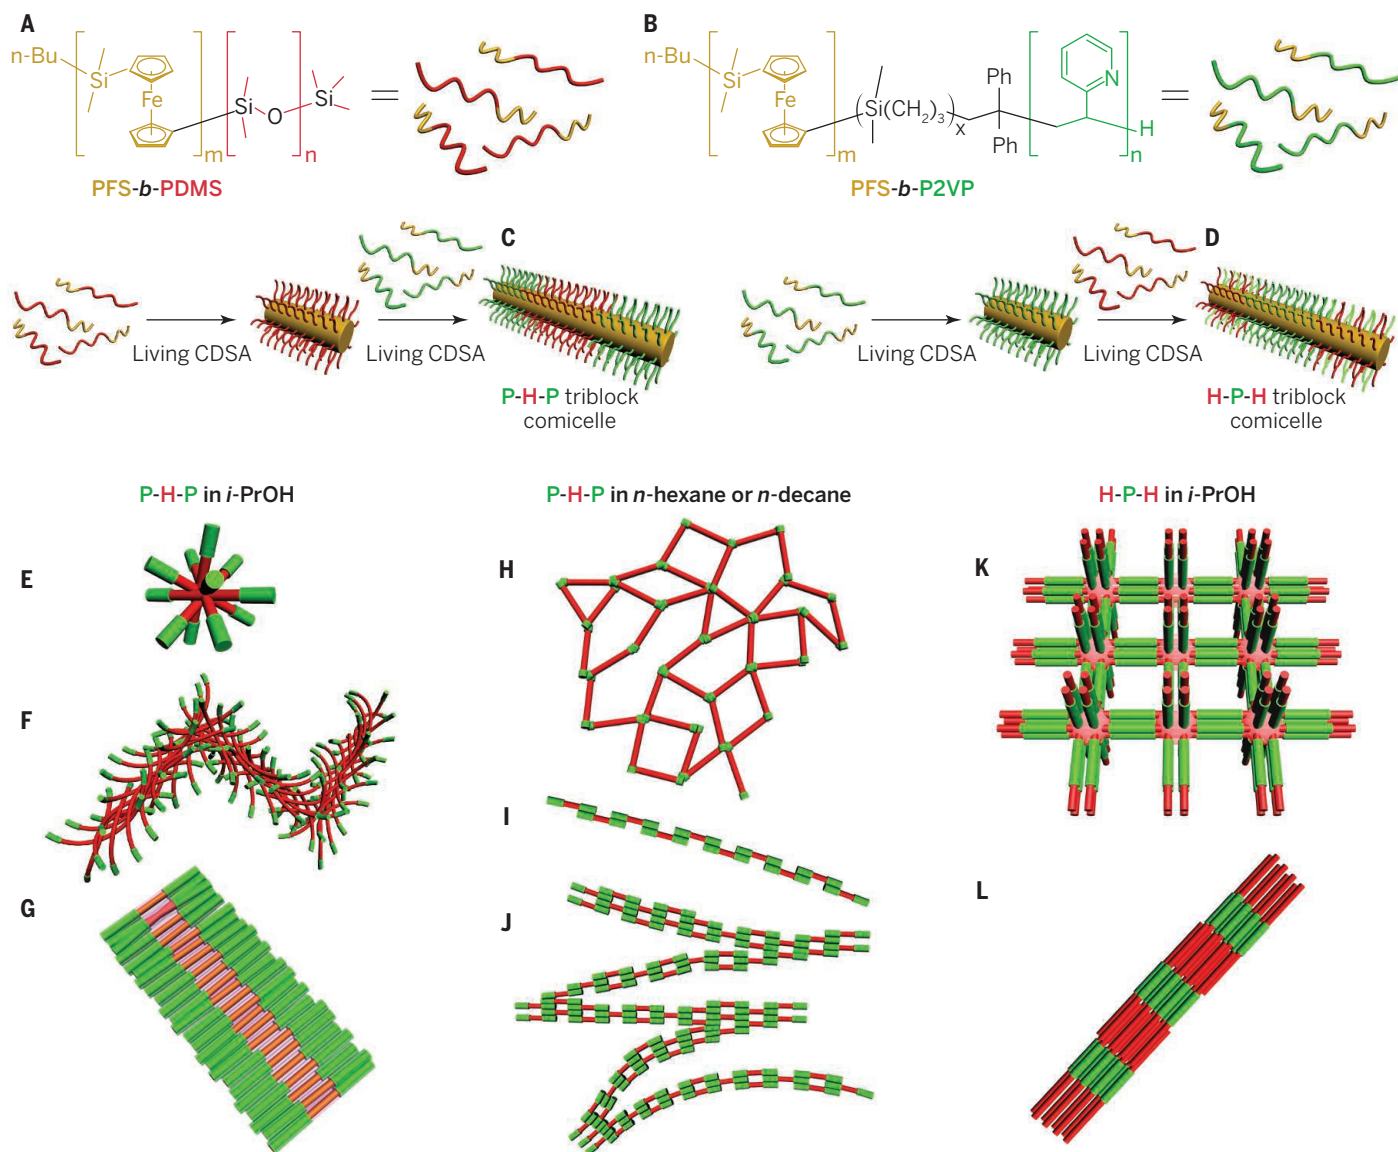 A
n-Bu
Si
Fe
m
Si
O
Si
n
=
PFS-b-PDMS
B
n-Bu
Si
Fe
m
(Si(CH₂)₃)x
Ph
Ph
N
H
n
=
PFS-b-P2VP
Living CDSA
Living CDSA
C
P-H-P triblock
comicelle
Living CDSA
Living CDSA
D
H-P-H triblock
comicelle
P-H-P in i-PrOH
P-H-P in n-hexane or n-decane
H-P-H in i-PrOH
E
F
G
H
I
J
K
L